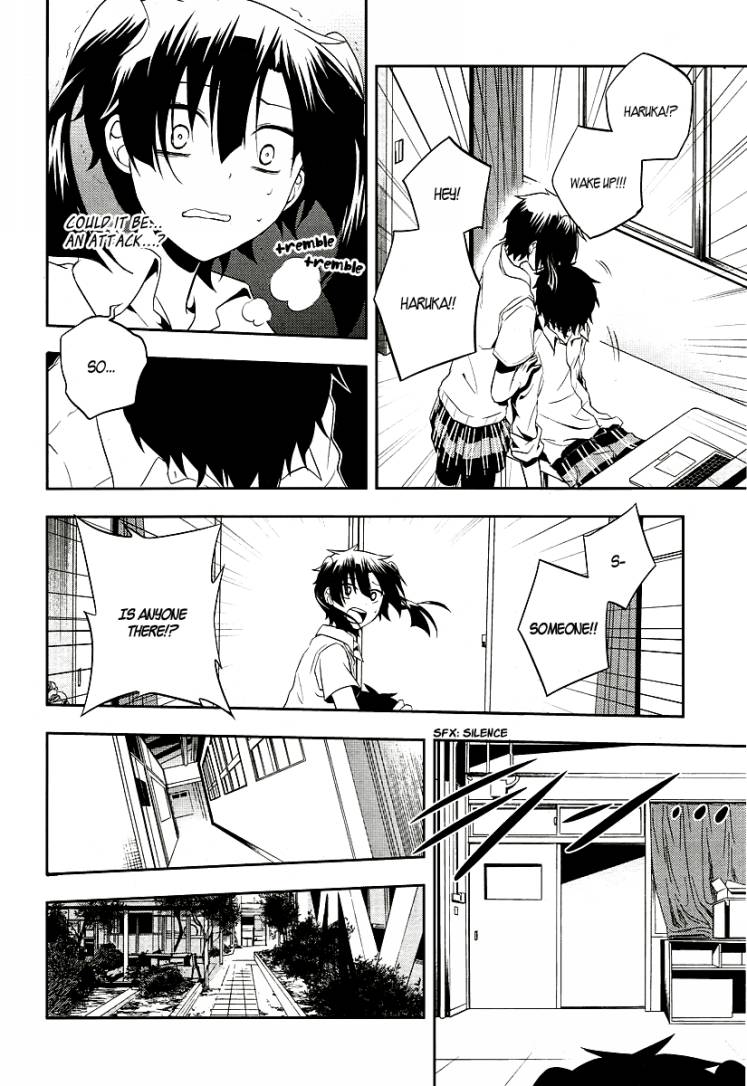 HARUKA!?
WAKE UP!!!
HEY!
HARUKA!!
COULD IT BE...
AN ATTACK...?
tremble
tremble
SO...
S-
SOMEONE!!
IS ANYONE
THERE!?
SFX: SILENCE